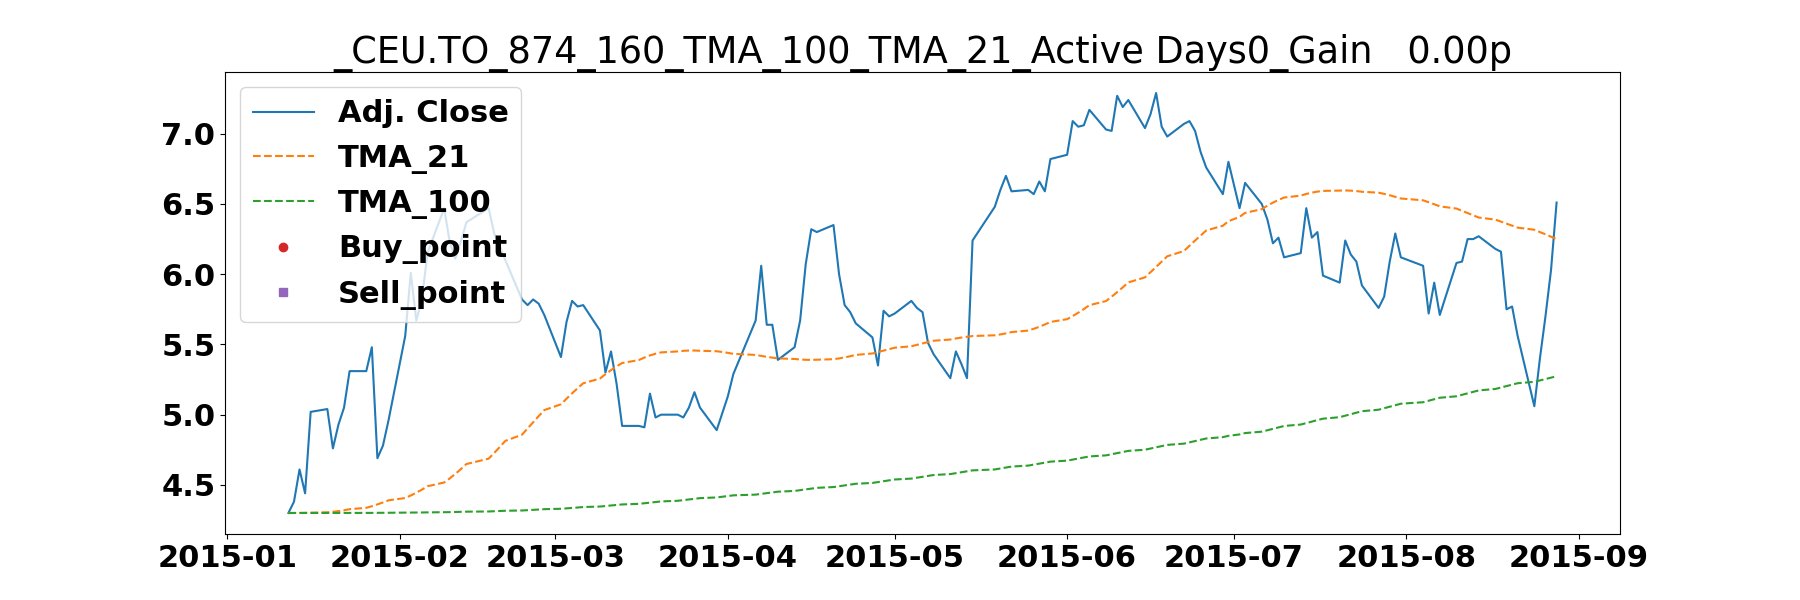 _CEU.TO_874_160_TMA_100_TMA_21_Active Days0_Gain   0.00p
Adj. Close
TMA_21
TMA_100
Buy_point
Sell_point
7.0
6.5
6.0
5.5
5.0
4.5
2015-01 2015-02 2015-03 2015-04 2015-05 2015-06 2015-07 2015-08 2015-09